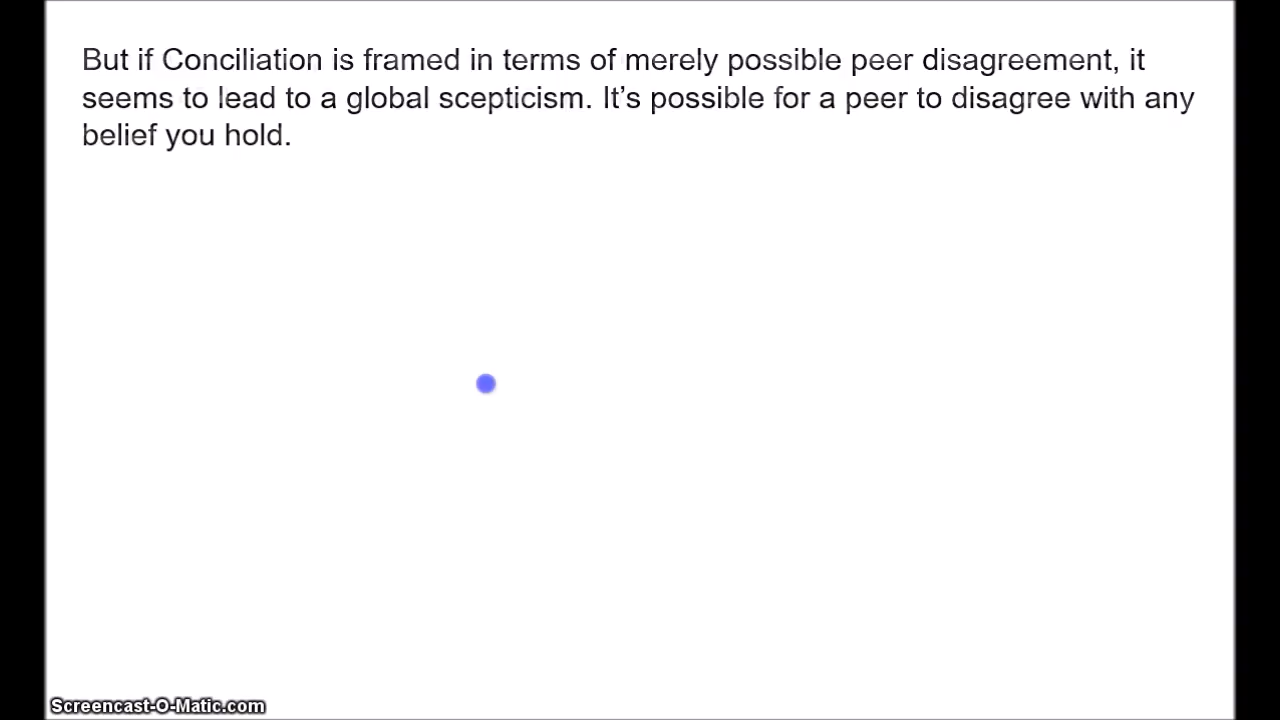 But if Conciliation is framed in terms of merely possible peer disagreement, it
seems to lead to a global scepticism. It’s possible for a peer to disagree with any
belief you hold.
Screencast-O-Matic.com